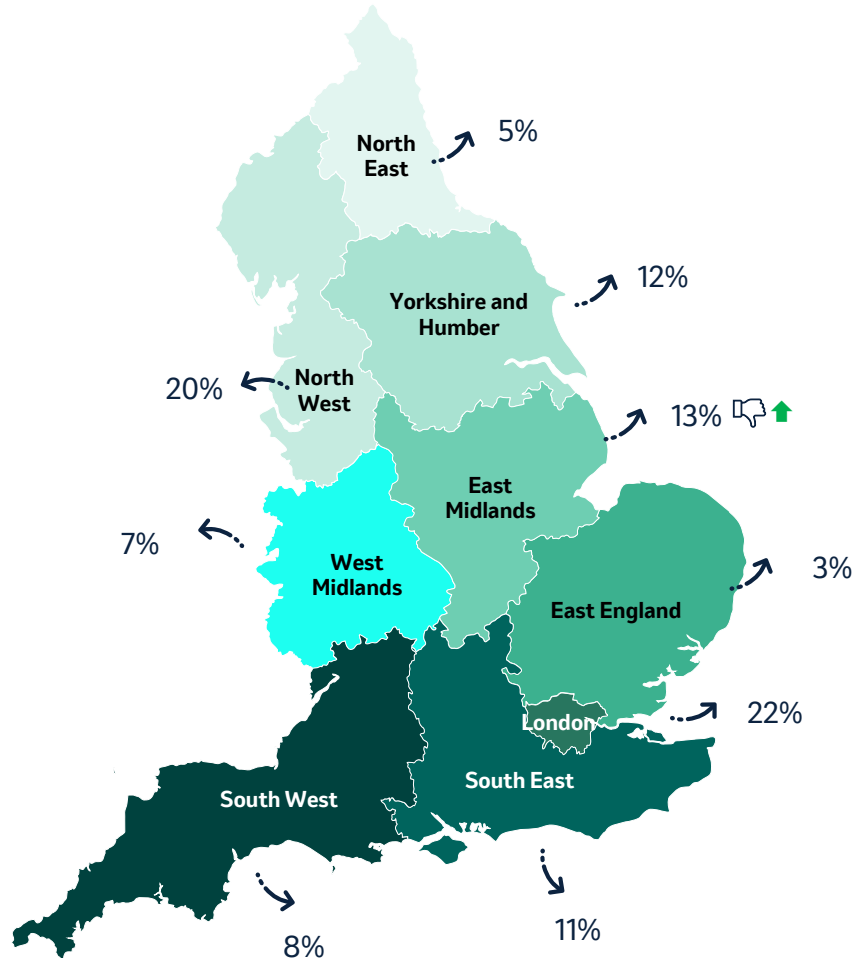 5%
North
East
12%
Yorkshire and
Humber
20%
North
West
13%
East
Midlands
7%
West
Midlands
3%
East England
22%
London
South East
South West
11%
8%